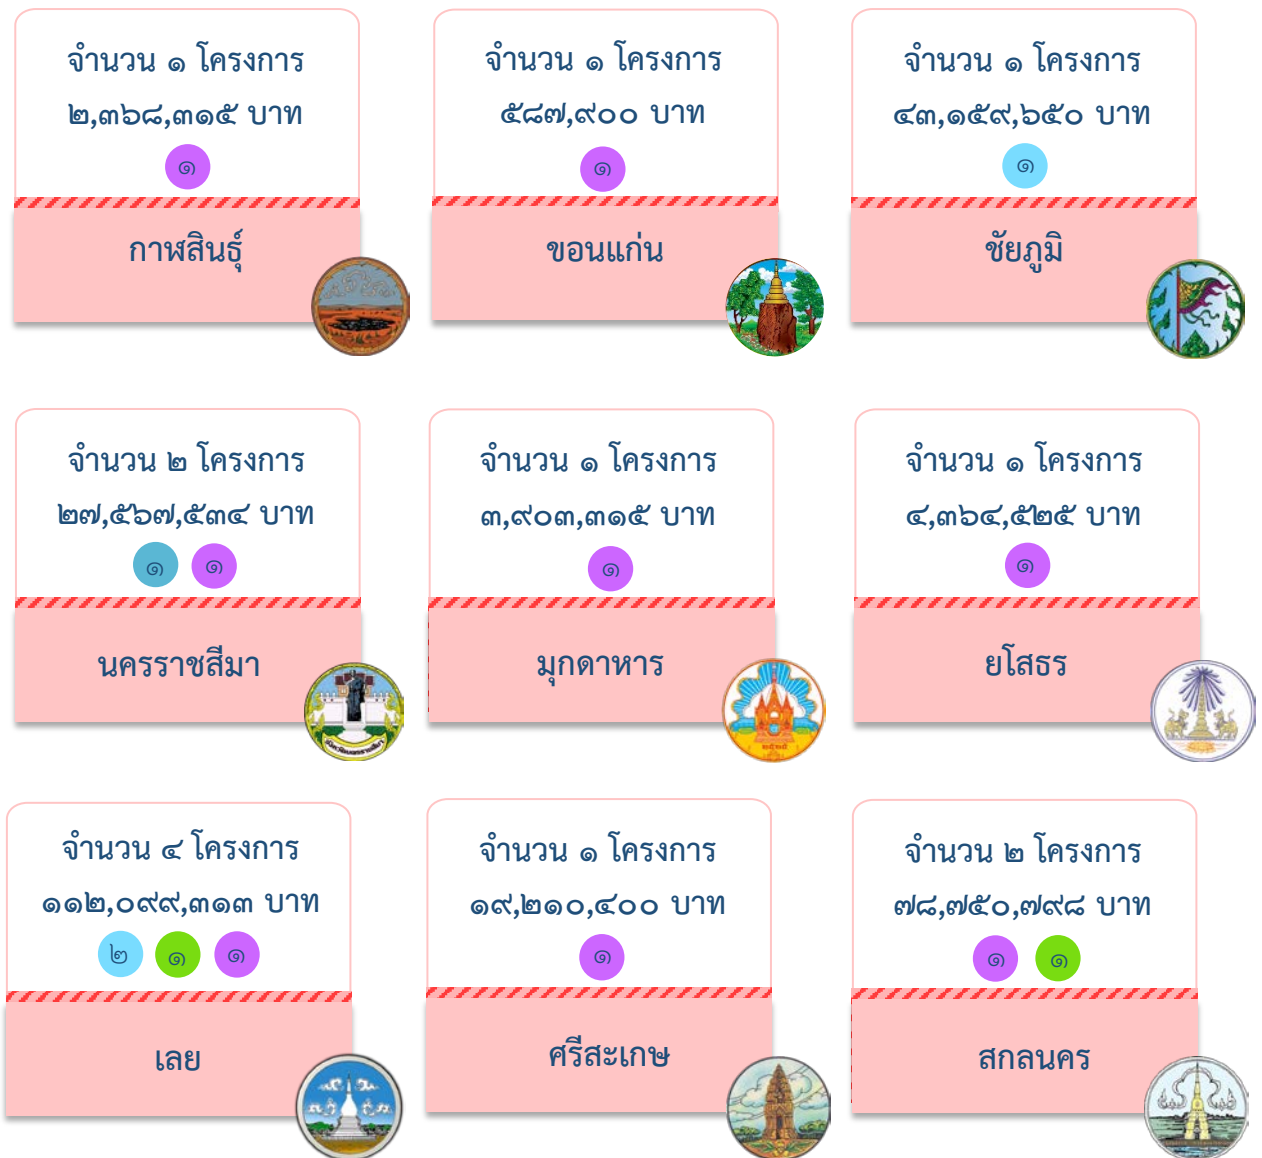 จำนวน ๑ โครงการ
๒,๓๖๘,๓๑๕ บาท
๑
กาฬสินธุ์
จำนวน ๑ โครงการ
๕๘๗,๙๐๐ บาท
๑
ขอนแก่น
จำนวน ๑ โครงการ
๔๓,๑๕๙,๖๕๐ บาท
๑
ชัยภูมิ
จำนวน ๒ โครงการ
๒๗,๕๖๗,๕๓๔ บาท
๑ ๑
นครราชสีมา
จำนวน ๑ โครงการ
๓,๙๐๓,๓๑๕ บาท
๑
มุกดาหาร
จำนวน ๑ โครงการ
๔,๓๖๔,๕๒๕ บาท
๑
ยโสธร
จำนวน ๔ โครงการ
๑๑๒,๐๙๙,๓๑๓ บาท
๒ ๑ ๑
เลย
จำนวน ๑ โครงการ
๑๙,๒๑๐,๔๐๐ บาท
๑
ศรีสะเกษ
จำนวน ๒ โครงการ
๗๘,๗๕๐,๗๙๘ บาท
๑ ๑
สกลนคร